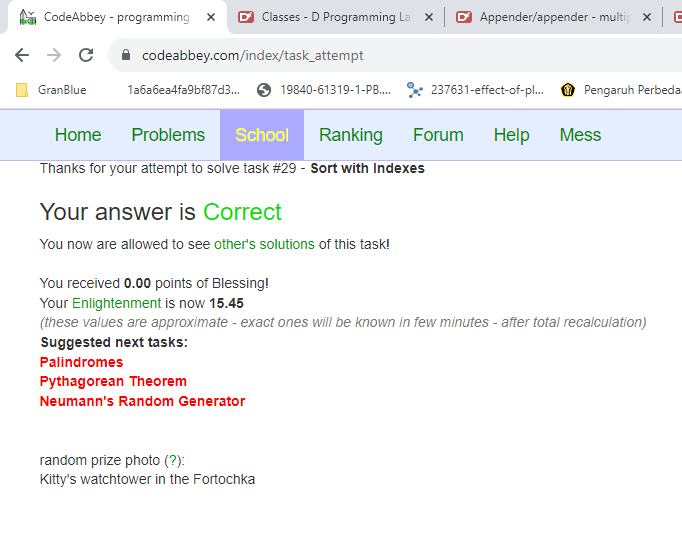 CodeAbbey - programming
Classes - D Programming La
Appender/appender - multip
codeabbey.com/index/task_attempt
GranBlue
1a6a6ea4fa9bf87d3...
19840-61319-1-PB....
237631-effect-of-pl...
Pengaruh Perbeda
Home
Problems
School
Ranking
Forum
Help
Mess
Thanks for your attempt to solve task #29 - Sort with Indexes
Your answer is Correct
You now are allowed to see other's solutions of this task!
You received 0.00 points of Blessing!
Your Enlightenment is now 15.45
(these values are approximate - exact ones will be known in few minutes - after total recalculation)
Suggested next tasks:
Palindromes
Pythagorean Theorem
Neumann's Random Generator
random prize photo (?):
Kitty's watchtower in the Fortochka